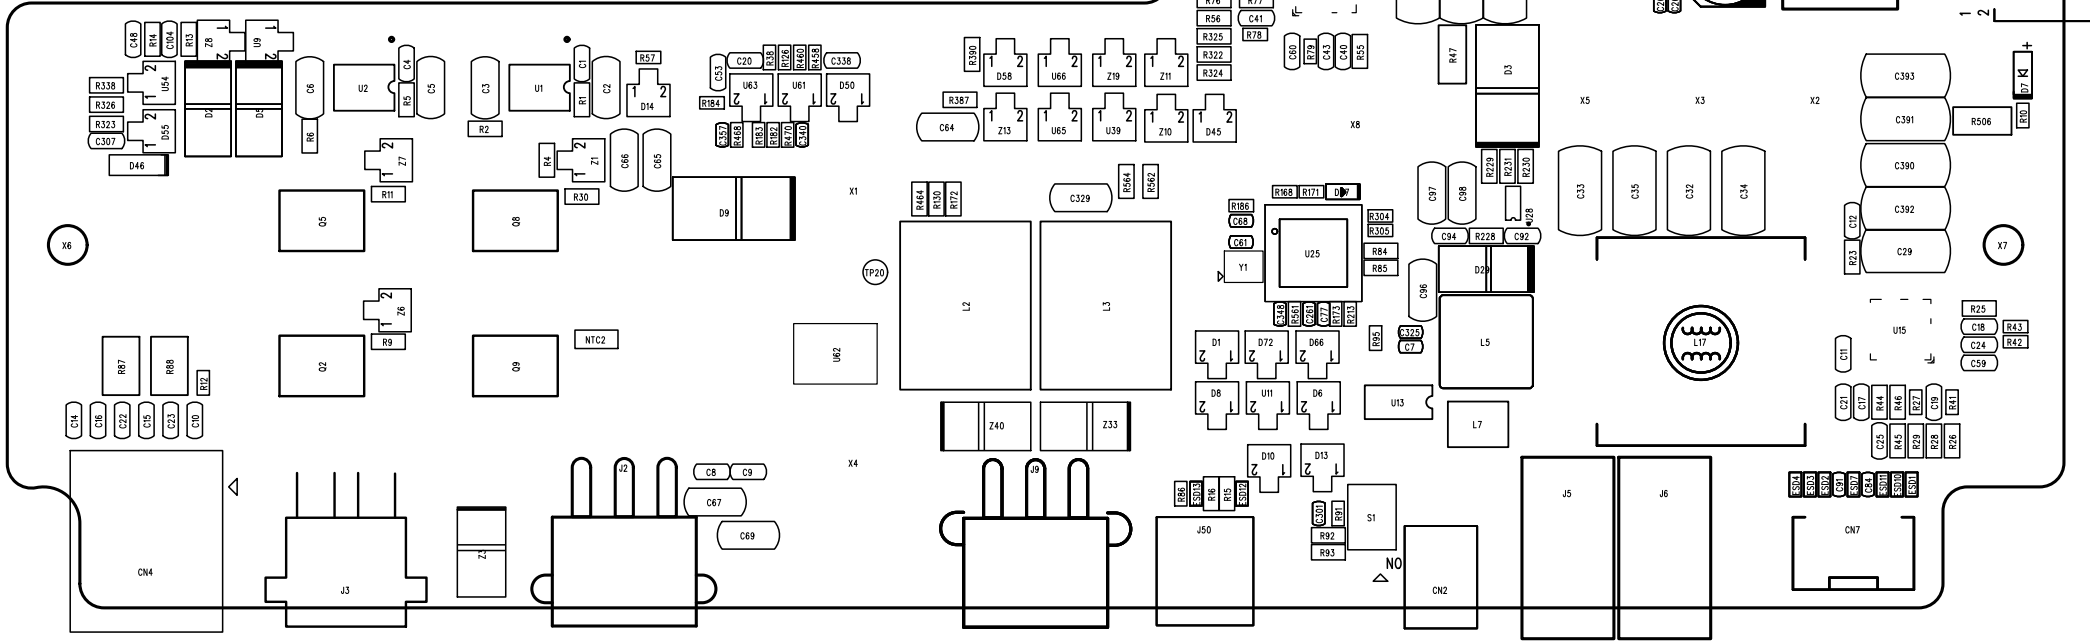 R76 R77
R56 C41
R325 R78
R322
R324
C48 R14 C104 R13 Z8 U9
R338
R326
R323
C307
U54
D55
D46
D2 D5
C6 U2 C4 R5 C5
R6
C3 U1 C1 R1 C2
R2
R57
D14
C53 C20 R38 R126 R460 R458 C338
R184
U63 U61 D50
C357 R468 R183 R182 R470 C340
R390 D58 U66 Z19 Z11
R387
C64 Z13 U65 U39 Z10 D45
C60 R79 C43 C40 R55
X8
R47 D3
X5 X3 X2
C393
C391
C390
C392
C29
D7
R10
R506
1 2
+
Z7
R11
R4 Z1
R30
C66 C65
D9
X1
R464 R130 R172
C329
R564 R562
R168 R171
R186
C68
C61
Y1
U25
R304
R305
R84
R85
C97 C98
R229 R231 R230
U28
C94 R228 C92
D29
C96
C33 C35 C32 C34
C12
R23
X6
X7
Q5 Q8
TP20
L2 L3
Z6
R9
Q2 Q9
NTC2
U62
R87 R88
R12
C14 C16 C22 C15 C23 C10
C348 R561 C261 C77 R173 R213
D1 D72 D66
R95
C325
C7
L5
D8 U11 D6
U13
L7
L17
U15
C11
R25
C18 R43
C24 R42
C59
C21 C17 R44 R46 R27 C19 R41
C25 R45 R29 R28 R26
Z40 Z33
X4
J2
C8 C9
C67
C69
J9
D10 D13
R86 ESD13 R16 R15 ESD12
J50
C301 R91
R92
R93
S1
NO
CN2
J5 J6
ESD4 ESD3 ESD2 C91 ESD7 C84 ESD11 ESD10 ESD1
CN7
CN4
J3